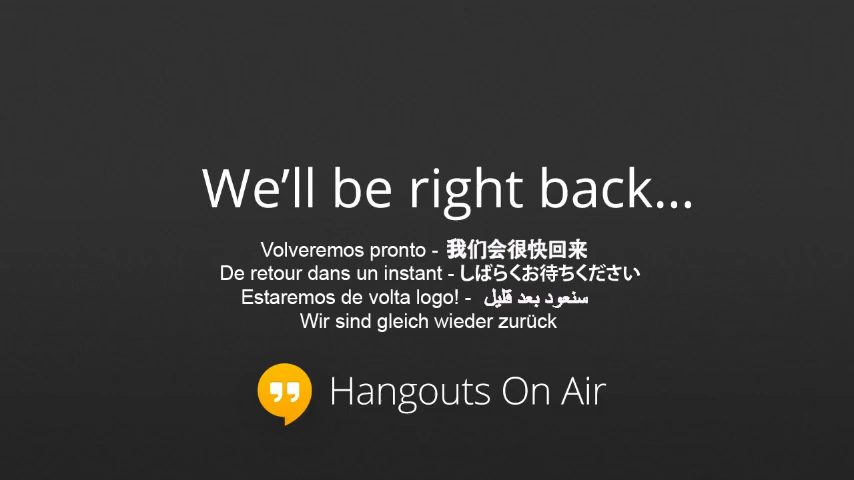 We'll be right back...
Volveremos pronto - 我们会很快回来
De retour dans un instant - しばらくお待ちください
Estaremos de volta logo! - سنعود بعد قليل
Wir sind gleich wieder zurück
Hangouts On Air